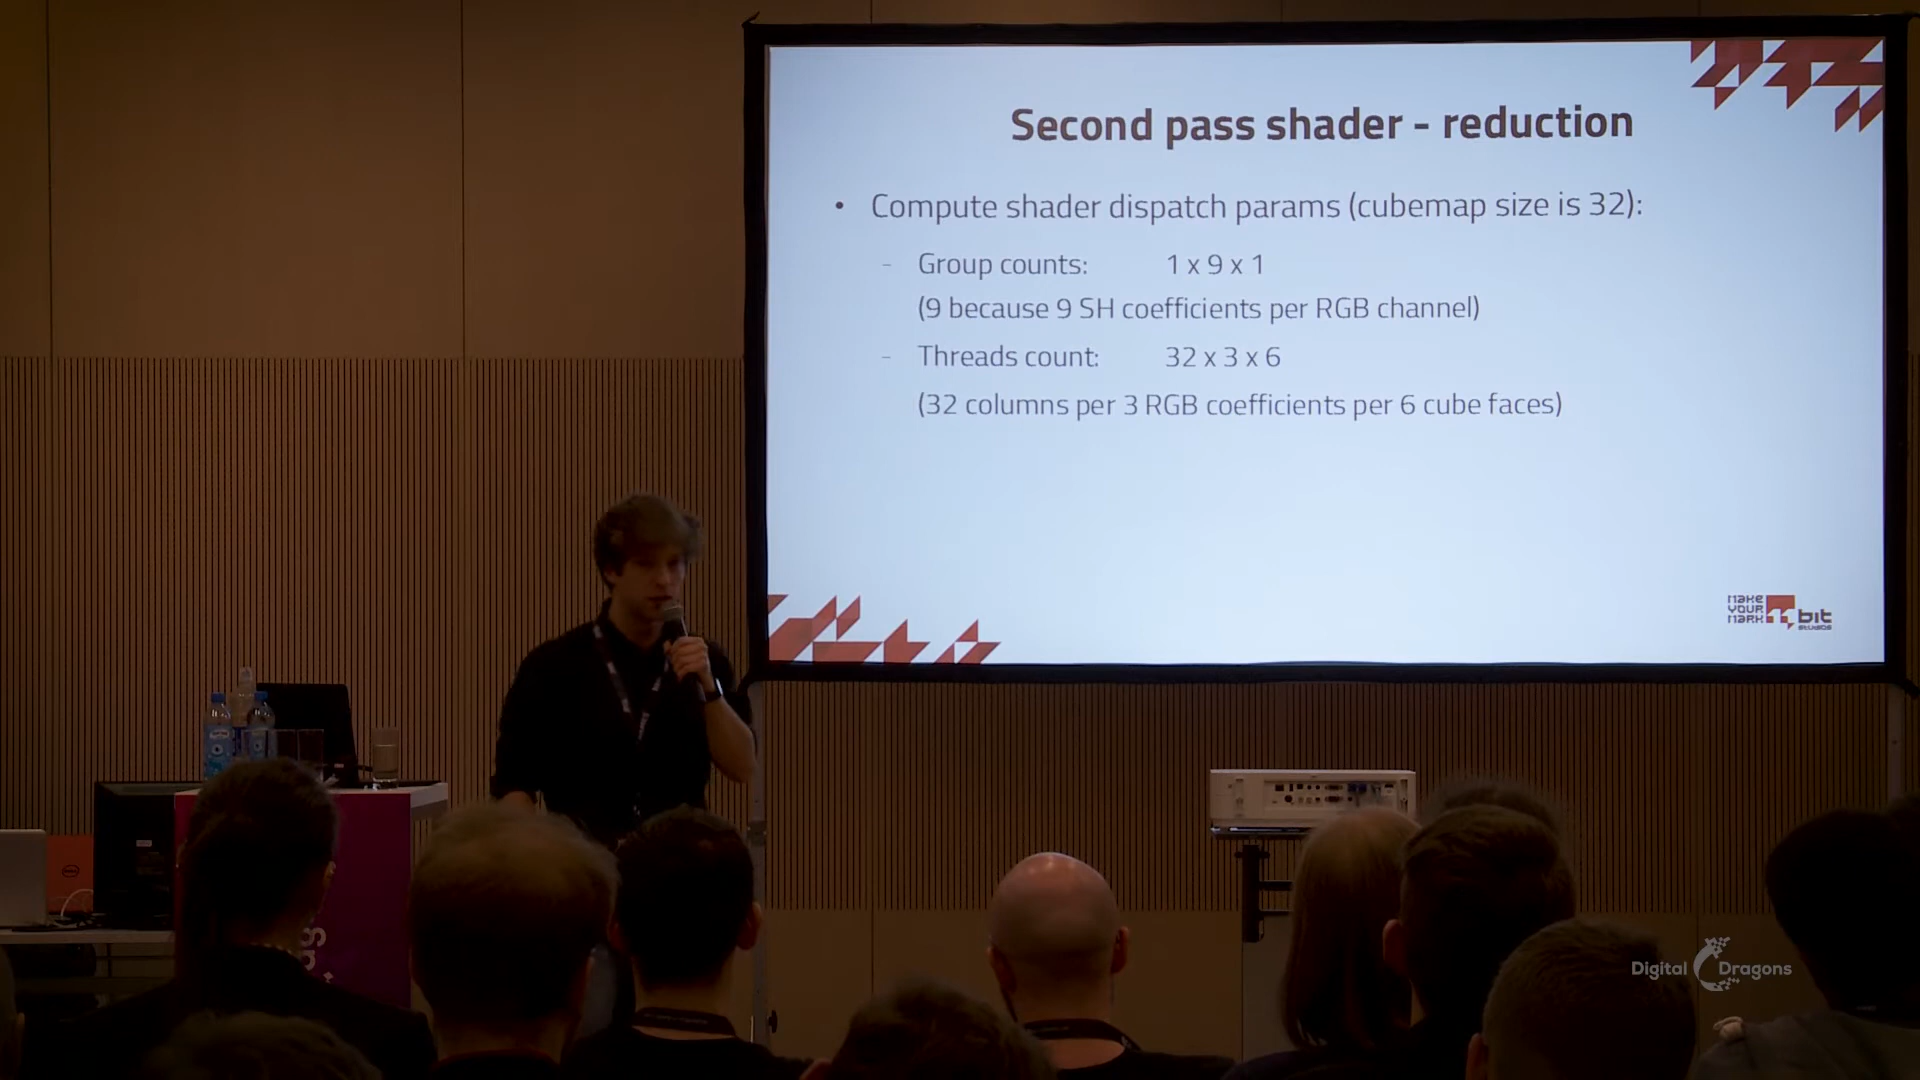 Second pass shader - reduction
• Compute shader dispatch params (cubemap size is 32):
- Group counts: 1 x 9 x 1
(9 because 9 SH coefficients per RGB channel)
- Threads count: 32 x 3 x 6
(32 columns per 3 RGB coefficients per 6 cube faces)
MAKE
YOUR
MARK
11 bit
STUDIOS
Digital Dragons